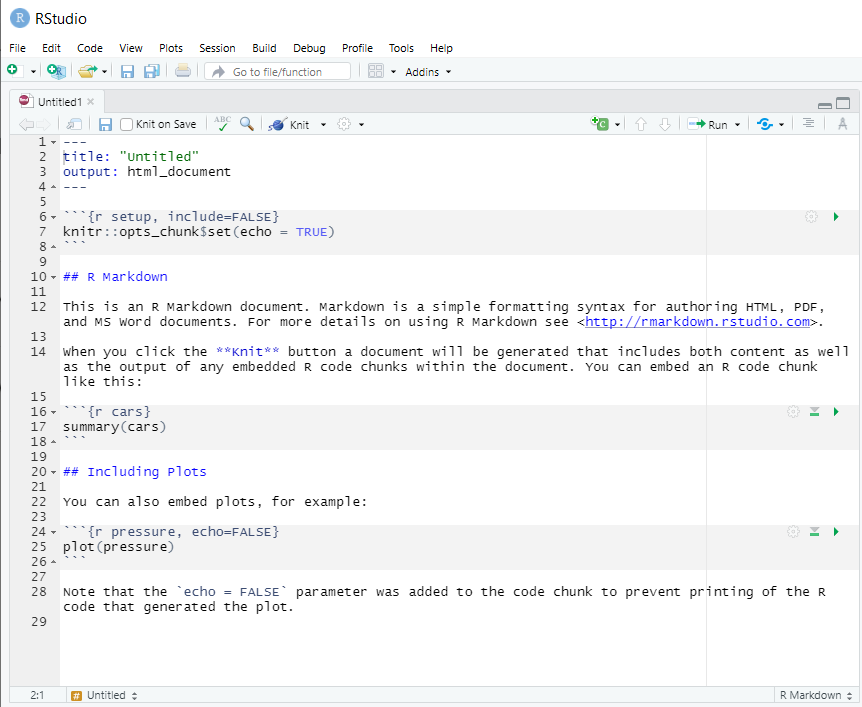 R RStudio
File Edit Code View Plots Session Build Debug Profile Tools Help
Go to file/function Addins
Untitled1
Knit on Save ABC Knit Run
1 ---
2 title: "Untitled"
3 output: html_document
4 ---
5
6 ```{r setup, include=FALSE}
7 knitr::opts_chunk$set(echo = TRUE)
8 ```
9
10 ## R Markdown
11
12 This is an R Markdown document. Markdown is a simple formatting syntax for authoring HTML, PDF,
and MS Word documents. For more details on using R Markdown see <http://rmarkdown.rstudio.com>.
13
14 When you click the **Knit** button a document will be generated that includes both content as well
as the output of any embedded R code chunks within the document. You can embed an R code chunk
like this:
15
16 ```{r cars}
17 summary(cars)
18 ```
19
20 ## Including Plots
21
22 You can also embed plots, for example:
23
24 ```{r pressure, echo=FALSE}
25 plot(pressure)
26 ```
27
28 Note that the `echo = FALSE` parameter was added to the code chunk to prevent printing of the R
code that generated the plot.
29
2:1 # Untitled R Markdown